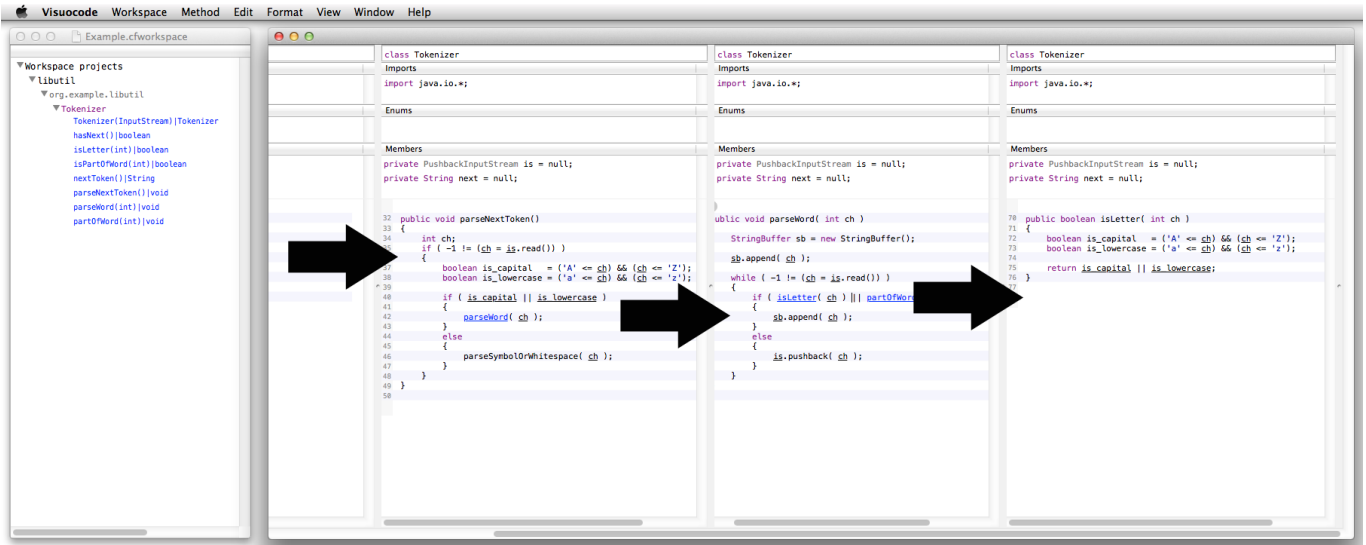 Visuocode Workspace Method Edit Format View Window Help
Example.cfworkspace
Workspace projects
libutil
org.example.libutil
Tokenizer
Tokenizer(InputStream)|Tokenizer
hasNext()|boolean
isLetter(int)|boolean
isPartOfWord(int)|boolean
nextToken()|String
parseNextToken()|void
parseWord(int)|void
partOfWord(int)|void
class Tokenizer
Imports
import java.io.*;
Enums
Members
private PushbackInputStream is = null;
private String next = null;
32 public void parseNextToken()
33 {
34 int ch;
35 if ( -1 != (ch = is.read()) )
{
37 boolean is_capital = ('A' <= ch) && (ch <= 'Z');
38 boolean is_lowercase = ('a' <= ch) && (ch <= 'z');
39
40 if ( is_capital || is_lowercase )
41 {
42 parseWord( ch );
43 }
44 else
45 {
46 parseSymbolOrWhitespace( ch );
47 }
48 }
49 }
50
class Tokenizer
Imports
import java.io.*;
Enums
Members
private PushbackInputStream is = null;
private String next = null;
ublic void parseWord( int ch )
StringBuffer sb = new StringBuffer();
sb.append( ch );
while ( -1 != (ch = is.read()) )
{
if ( isLetter( ch ) || partOfWor
{
sb.append( ch );
}
else
{
is.pushback( ch );
}
}
class Tokenizer
Imports
import java.io.*;
Enums
Members
private PushbackInputStream is = null;
private String next = null;
70 public boolean isLetter( int ch )
71 {
72 boolean is_capital = ('A' <= ch) && (ch <= 'Z');
73 boolean is_lowercase = ('a' <= ch) && (ch <= 'z');
74
75 return is_capital || is_lowercase;
76 }
77